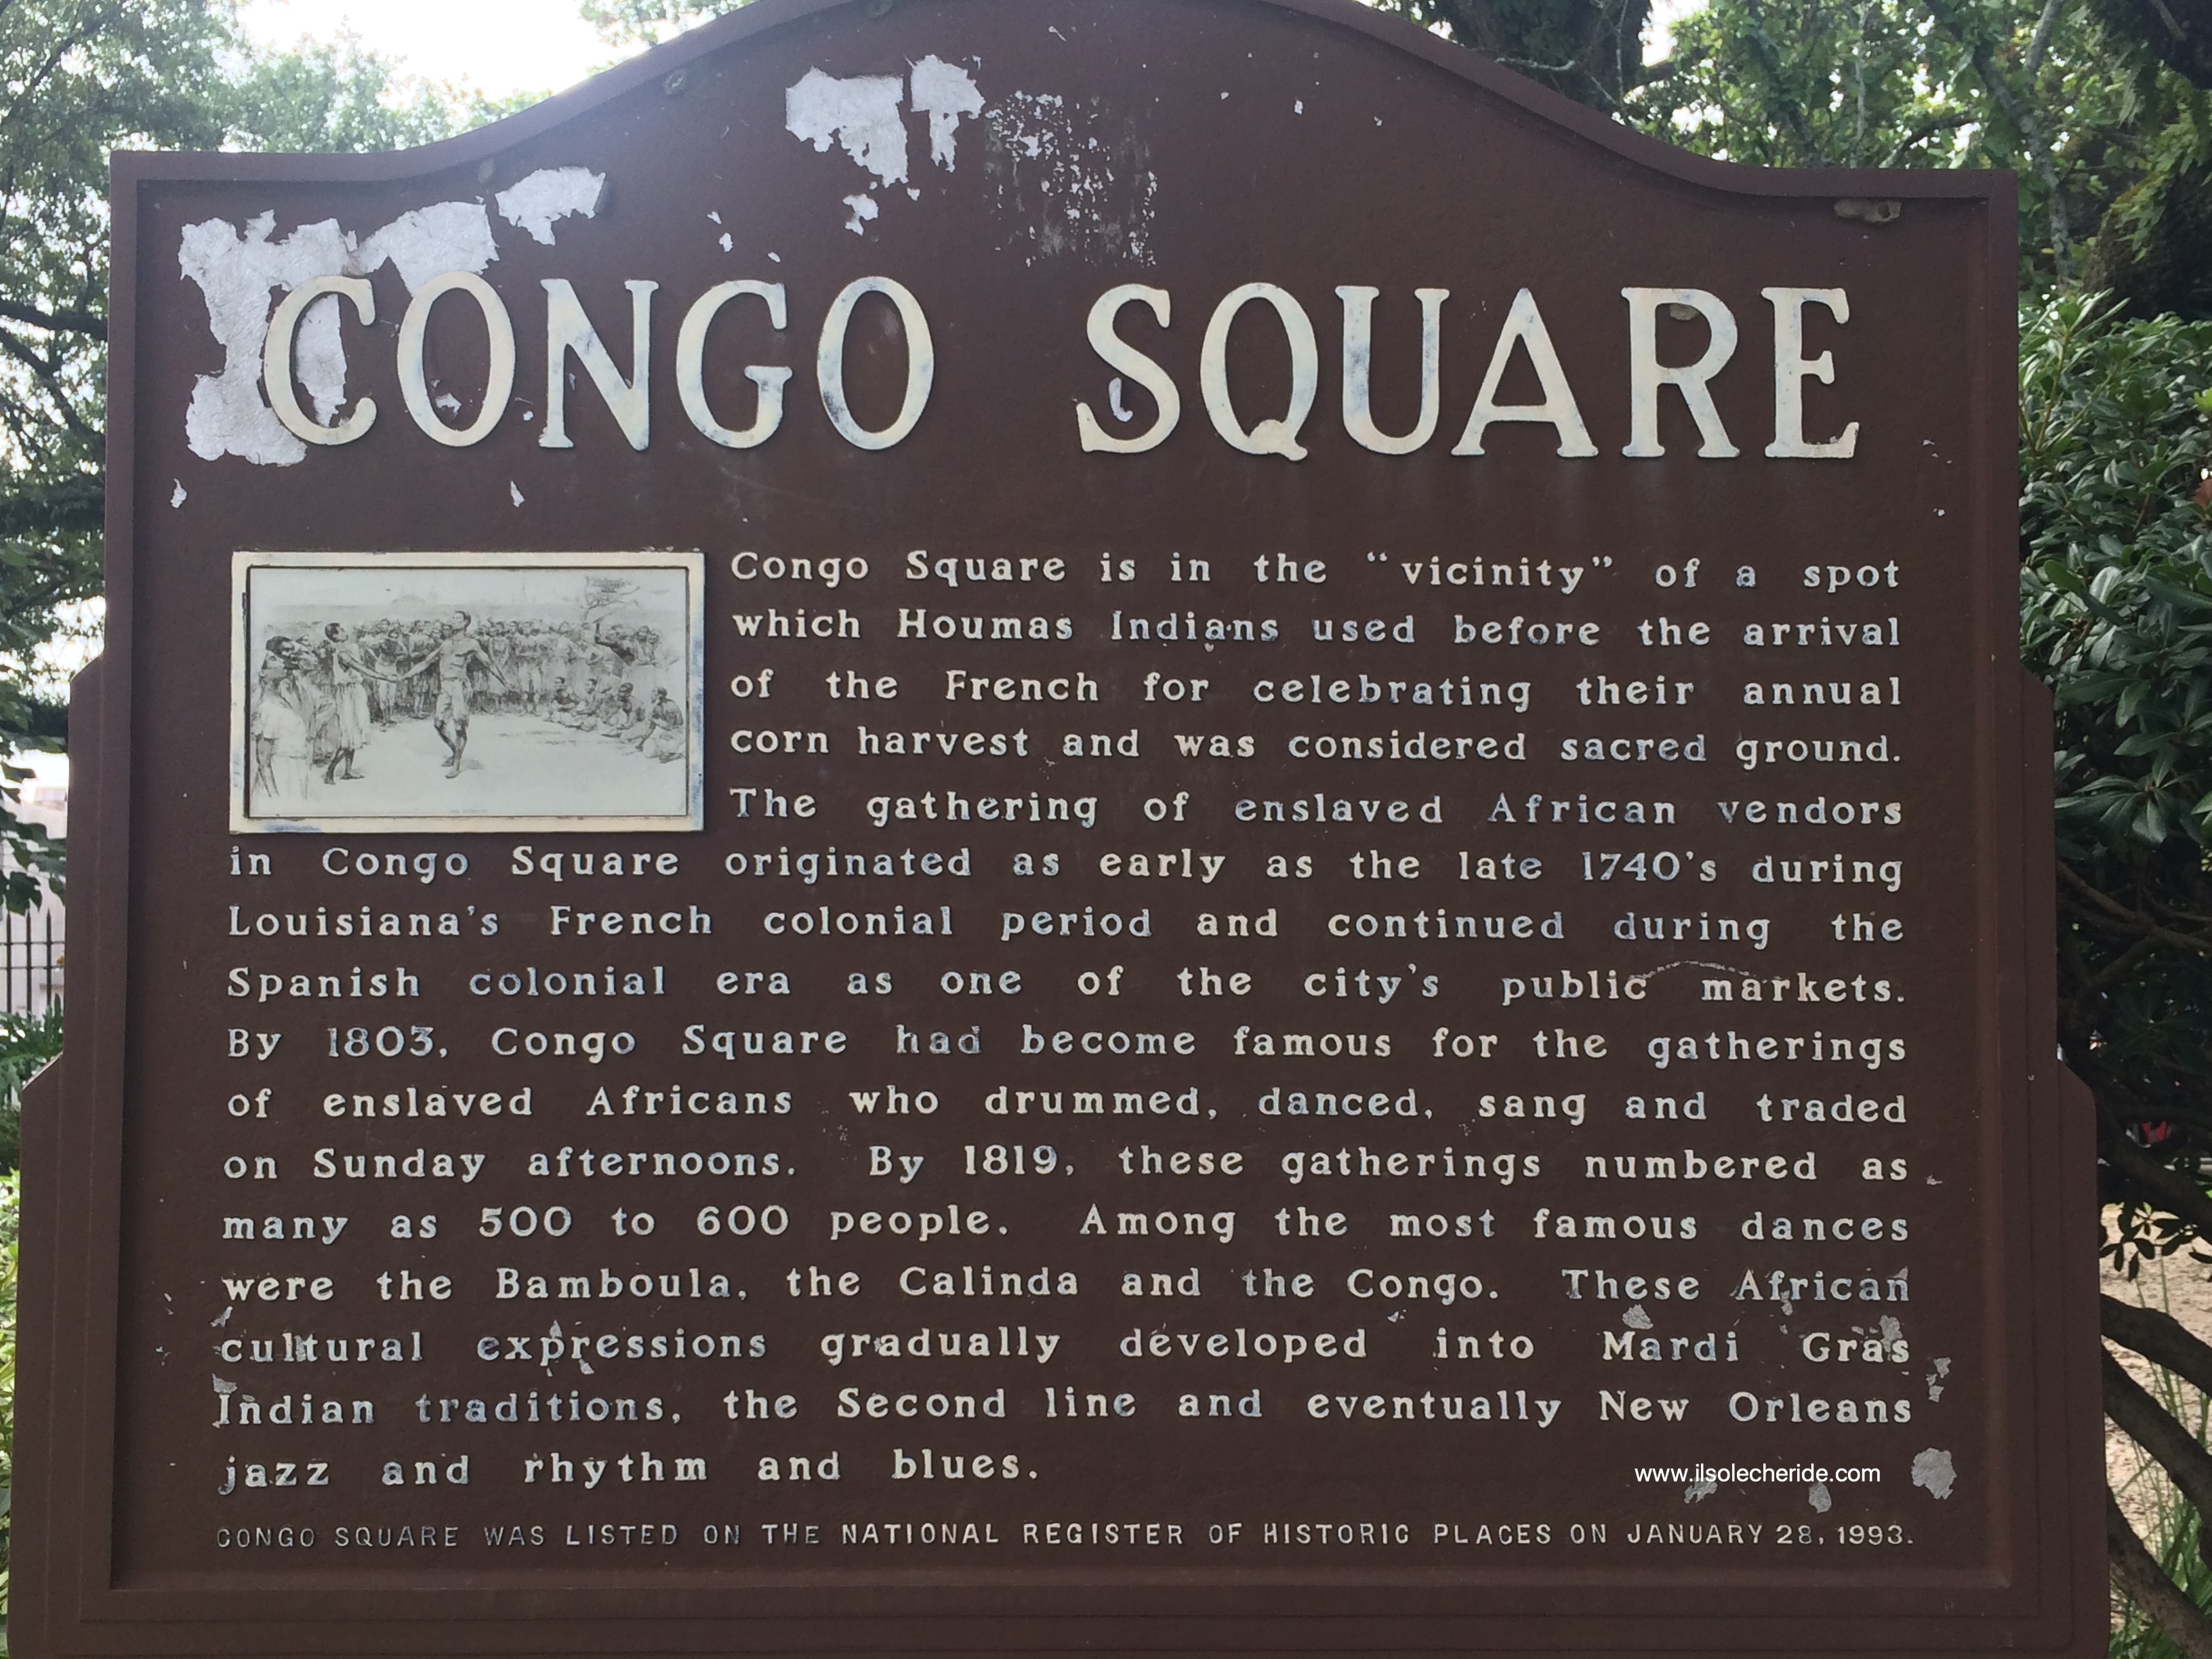 CONGO SQUARE
Congo Square is in the “vicinity” of a spot
which Houmas Indians used before the arrival
of the French for celebrating their annual
corn harvest and was considered sacred ground.
The gathering of enslaved African vendors
in Congo Square originated as early as the late 1740's during
Louisiana's French colonial period and continued during the
Spanish colonial era as one of the city's public markets.
By 1803, Congo Square had become famous for the gatherings
of enslaved Africans who drummed, danced, sang and traded
on Sunday afternoons. By 1819, these gatherings numbered as
many as 500 to 600 people. Among the most famous dances
were the Bamboula, the Calinda and the Congo. These African
cultural expressions gradually developed into Mardi Gras
Indian traditions, the Second line and eventually New Orleans
jazz and rhythm and blues.
www.ilsolecheride.com
CONGO SQUARE WAS LISTED ON THE NATIONAL REGISTER OF HISTORIC PLACES ON JANUARY 28, 1993.